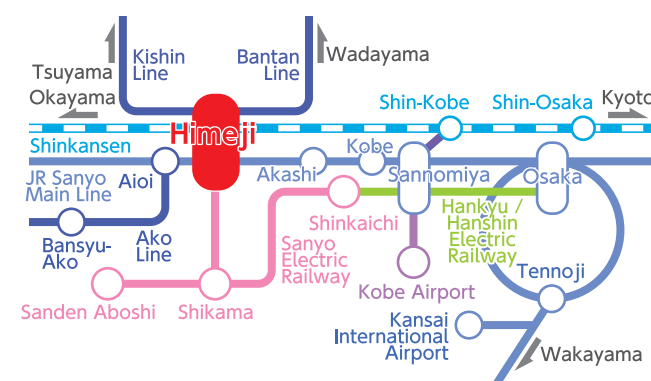 Kishin
Line
Bantan
Line
Wadayama
Tsuyama
Okayama
Shin-Kobe
Shin-Osaka
Kyoto
Himeji
Shinkansen
Kobe
JR Sanyo
Main Line
Aioi
Akashi
Sannomiya
Osaka
Shinkaichi
Hankyu /
Hanshin
Electric
Railway
Bansyu-
Ako
Ako
Line
Sanyo
Electric
Railway
Tennoji
Kobe Airport
Sanden Aboshi
Shikama
Kansai
International
Airport
Wakayama